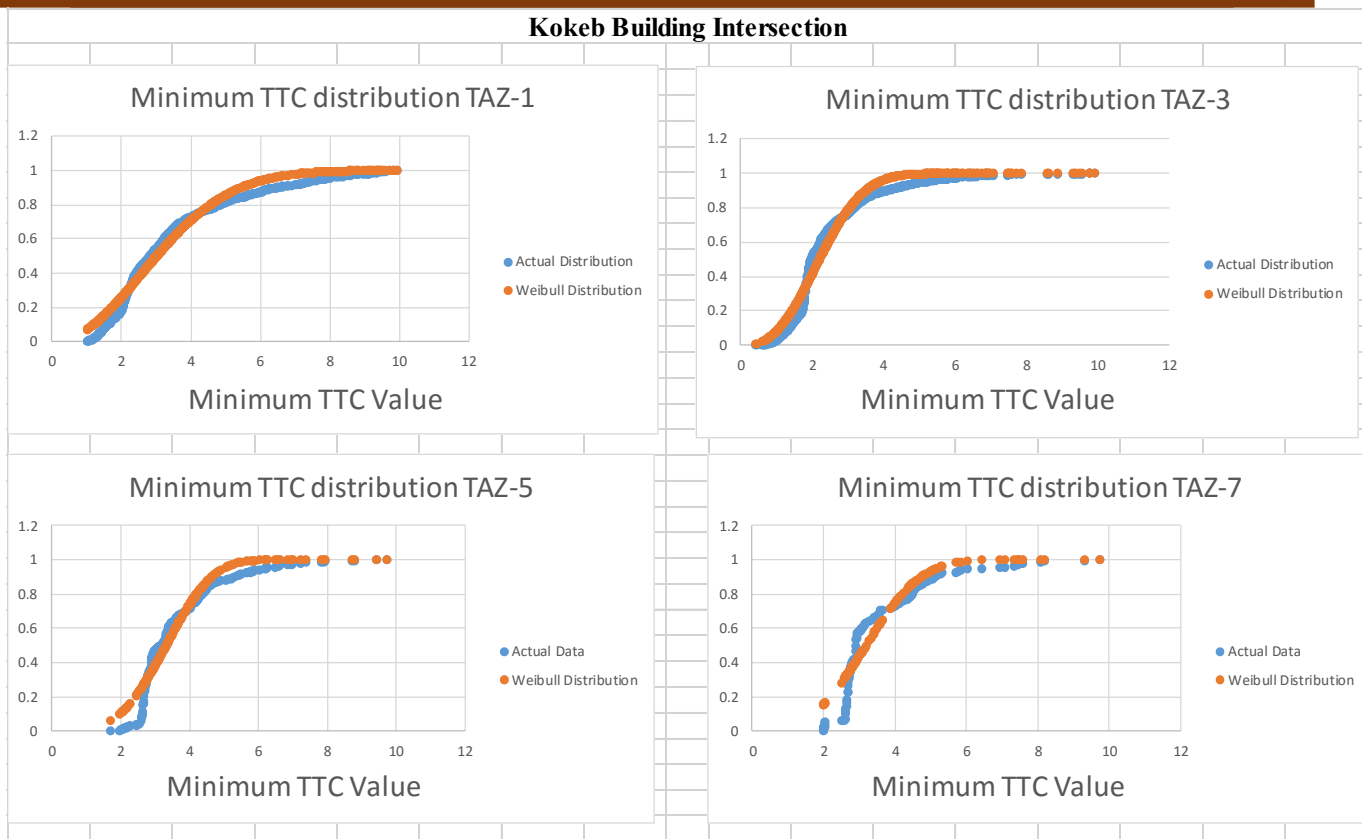 Kokeb Building Intersection
Minimum TTC distribution TAZ-1
1.2
1
0.8
0.6
0.4
0.2
0
0 2 4 6 8 10 12
Actual Distribution
Weibull Distribution
Minimum TTC Value
Minimum TTC distribution TAZ-3
1.2
1
0.8
0.6
0.4
0.2
0
0 2 4 6 8 10 12
Actual Distribution
Weibull Distribution
Minimum TTC Value
Minimum TTC distribution TAZ-5
1.2
1
0.8
0.6
0.4
0.2
0
0 2 4 6 8 10 12
Actual Data
Weibull Distribution
Minimum TTC Value
Minimum TTC distribution TAZ-7
1.2
1
0.8
0.6
0.4
0.2
0
0 2 4 6 8 10 12
Actual Data
Weibull Distribution
Minimum TTC Value